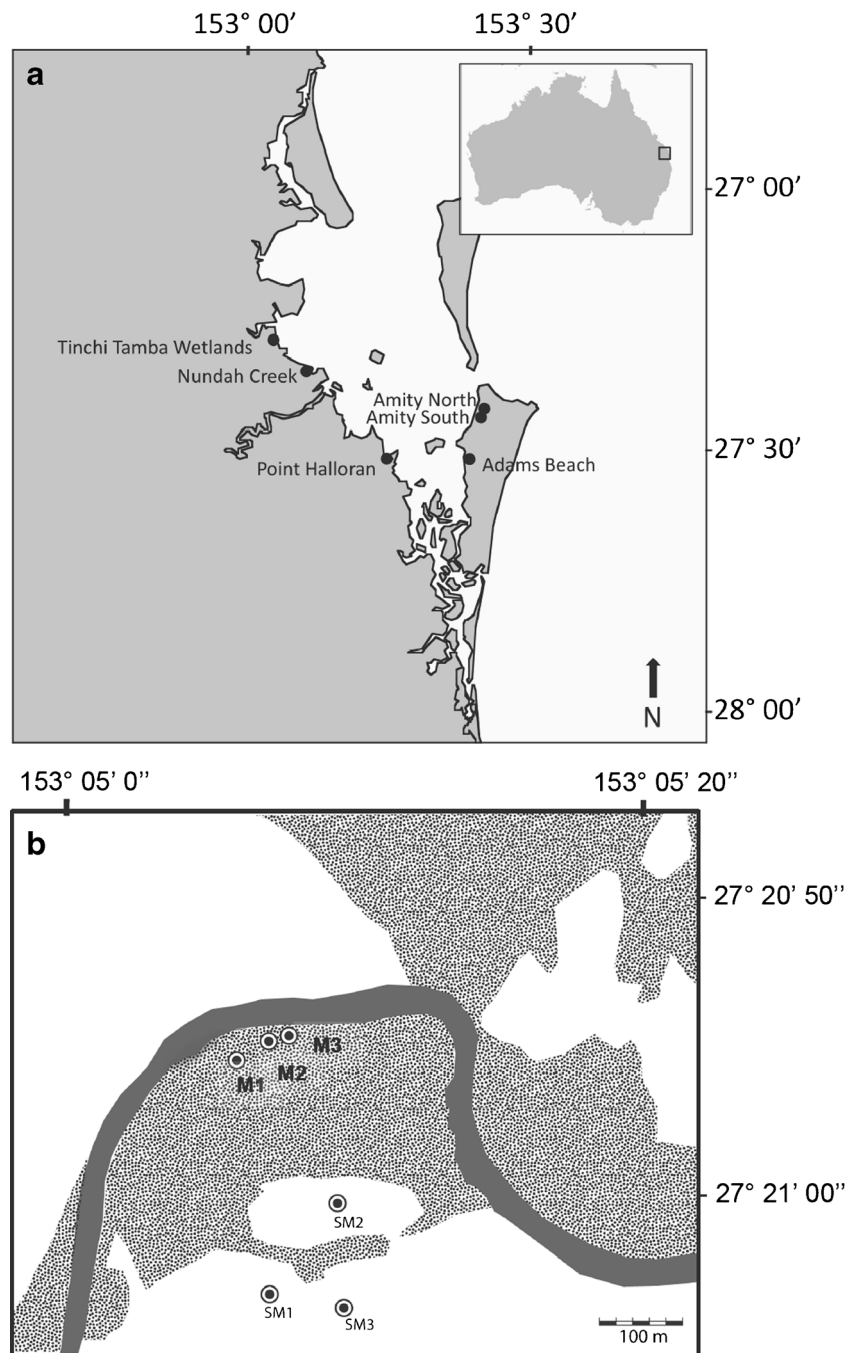 153° 00’
153° 30’
a
27° 00’
Tinchi Tamba Wetlands
Nundah Creek
Amity North
Amity South
27° 30’
Point Halloran
Adams Beach
N
28° 00’
153° 05’ 0’’
153° 05’ 20’’
b
27° 20’ 50’’
M3
M2
M1
27° 21’ 00’’
SM2
SM1
SM3
100 m